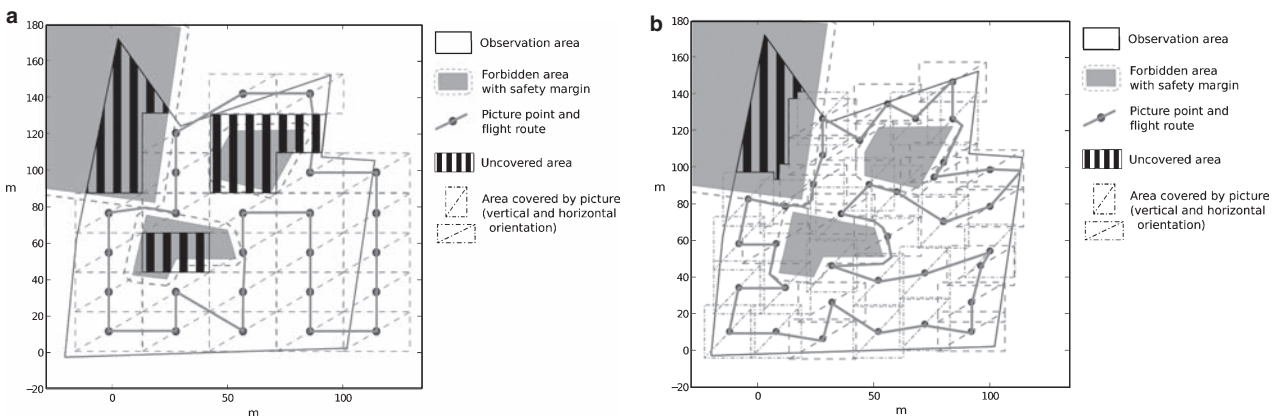 a
180
160
140
120
100
80
60
40
20
0
−20
m
0
50
100
m
Observation area
Forbidden area
with safety margin
Picture point and
flight route
Uncovered area
Area covered by picture
(vertical and horizontal
orientation)
b
180
160
140
120
100
80
60
40
20
0
−20
m
0
50
100
m
Observation area
Forbidden area
with safety margin
Picture point and
flight route
Uncovered area
Area covered by picture
(vertical and horizontal
orientation)